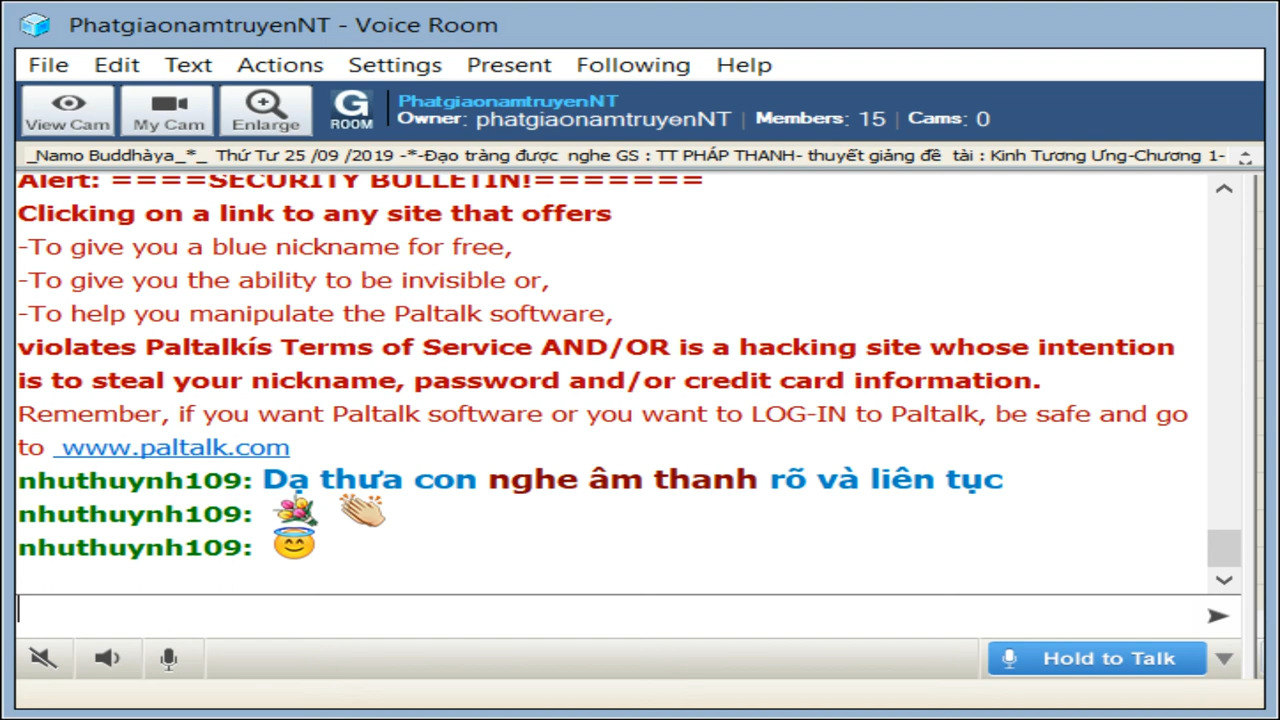 PhatgiaonamtruyenNT - Voice Room
File Edit Text Actions Settings Present Following Help
View Cam My Cam Enlarge G ROOM
PhatgiaonamtruyenNT
Owner: phatgiaonamtruyenNT | Members: 15 | Cams: 0
_Namo Buddhàya_*_ Thứ Tư 25 /09 /2019 -*-Đạo tràng được nghe GS : TT PHÁP THANH- thuyết giảng đề tài : Kinh Tương Ưng-Chương 1-
Alert: ====SECURITY BULLETIN!=======
Clicking on a link to any site that offers
-To give you a blue nickname for free,
-To give you the ability to be invisible or,
-To help you manipulate the Paltalk software,
violates Paltalkís Terms of Service AND/OR is a hacking site whose intention
is to steal your nickname, password and/or credit card information.
Remember, if you want Paltalk software or you want to LOG-IN to Paltalk, be safe and go
to www.paltalk.com
nhuthuynh109: Dạ thưa con nghe âm thanh rõ và liên tục
nhuthuynh109:
nhuthuynh109:
Hold to Talk